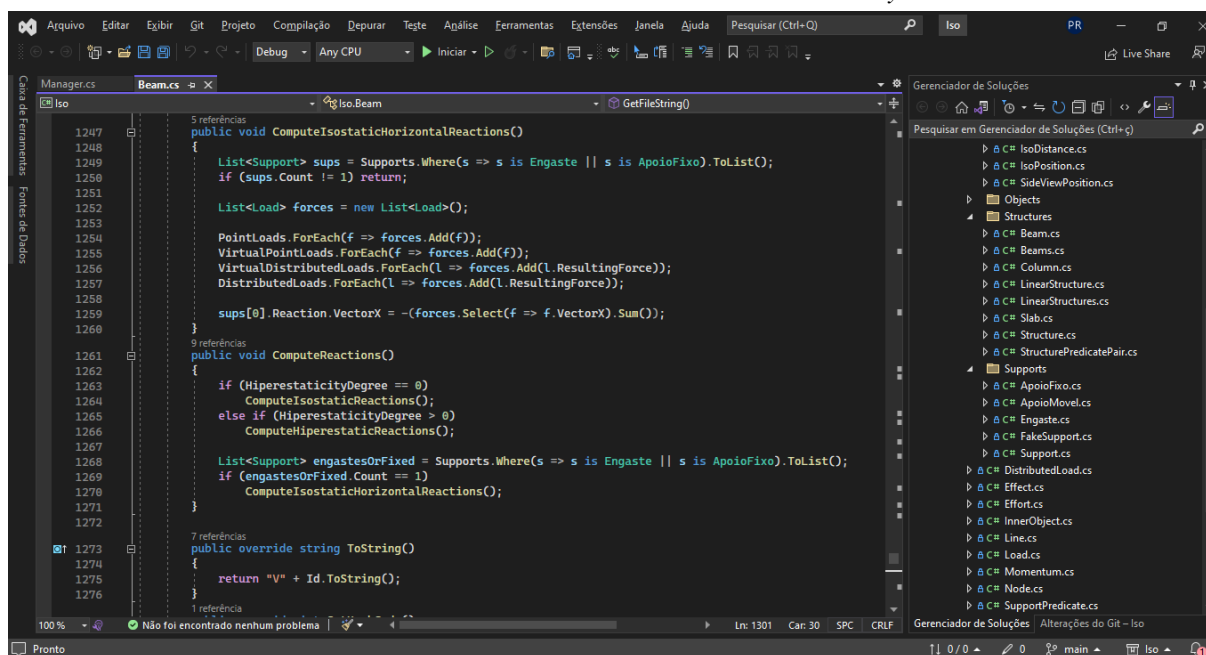 Arquivo Editar Exibir Git Projeto Compilação Depurar Teste Análise Ferramentas Extensões Janela Ajuda Pesquisar (Ctrl+Q) Iso PR
Debug Any CPU Iniciar Live Share
Caixa de Ferramentas
Fontes de Dados
Manager.cs Beam.cs
C# Iso Iso.Beam GetFileString()
5 referências
1247 public void ComputeIsostaticHorizontalReactions()
1248 {
1249 List<Support> sups = Supports.Where(s => s is Engaste || s is ApoioFixo).ToList();
1250 if (sups.Count != 1) return;
1251
1252 List<Load> forces = new List<Load>();
1253
1254 PointLoads.ForEach(f => forces.Add(f));
1255 VirtualPointLoads.ForEach(f => forces.Add(f));
1256 VirtualDistributedLoads.ForEach(l => forces.Add(l.ResultingForce));
1257 DistributedLoads.ForEach(l => forces.Add(l.ResultingForce));
1258
1259 sups[0].Reaction.VectorX = -(forces.Select(f => f.VectorX).Sum());
1260 }
9 referências
1261 public void ComputeReactions()
1262 {
1263 if (HiperestaticityDegree == 0)
1264 ComputeIsostaticReactions();
1265 else if (HiperestaticityDegree > 0)
1266 ComputeHiperestaticReactions();
1267
1268 List<Support> engastesOrFixed = Supports.Where(s => s is Engaste || s is ApoioFixo).ToList();
1269 if (engastesOrFixed.Count == 1)
1270 ComputeIsostaticHorizontalReactions();
1271 }
1272
7 referências
1273 public override string ToString()
1274 {
1275 return "V" + Id.ToString();
1276 }
1 referência
100 % Não foi encontrado nenhum problema Ln: 1301 Car: 30 SPC CRLF
Gerenciador de Soluções
Pesquisar em Gerenciador de Soluções (Ctrl+ç)
C# IsoDistance.cs
C# IsoPosition.cs
C# SideViewPosition.cs
Objects
Structures
C# Beam.cs
C# Beams.cs
C# Column.cs
C# LinearStructure.cs
C# LinearStructures.cs
C# Slab.cs
C# Structure.cs
C# StructurePredicatePair.cs
Supports
C# ApoioFixo.cs
C# ApoioMovel.cs
C# Engaste.cs
C# FakeSupport.cs
C# Support.cs
C# DistributedLoad.cs
C# Effect.cs
C# Effort.cs
C# InnerObject.cs
C# Line.cs
C# Load.cs
C# Momentum.cs
C# Node.cs
C# SupportPredicate.cs
Gerenciador de Soluções Alterações do Git – Iso
Pronto 0 / 0 0 main Iso 1